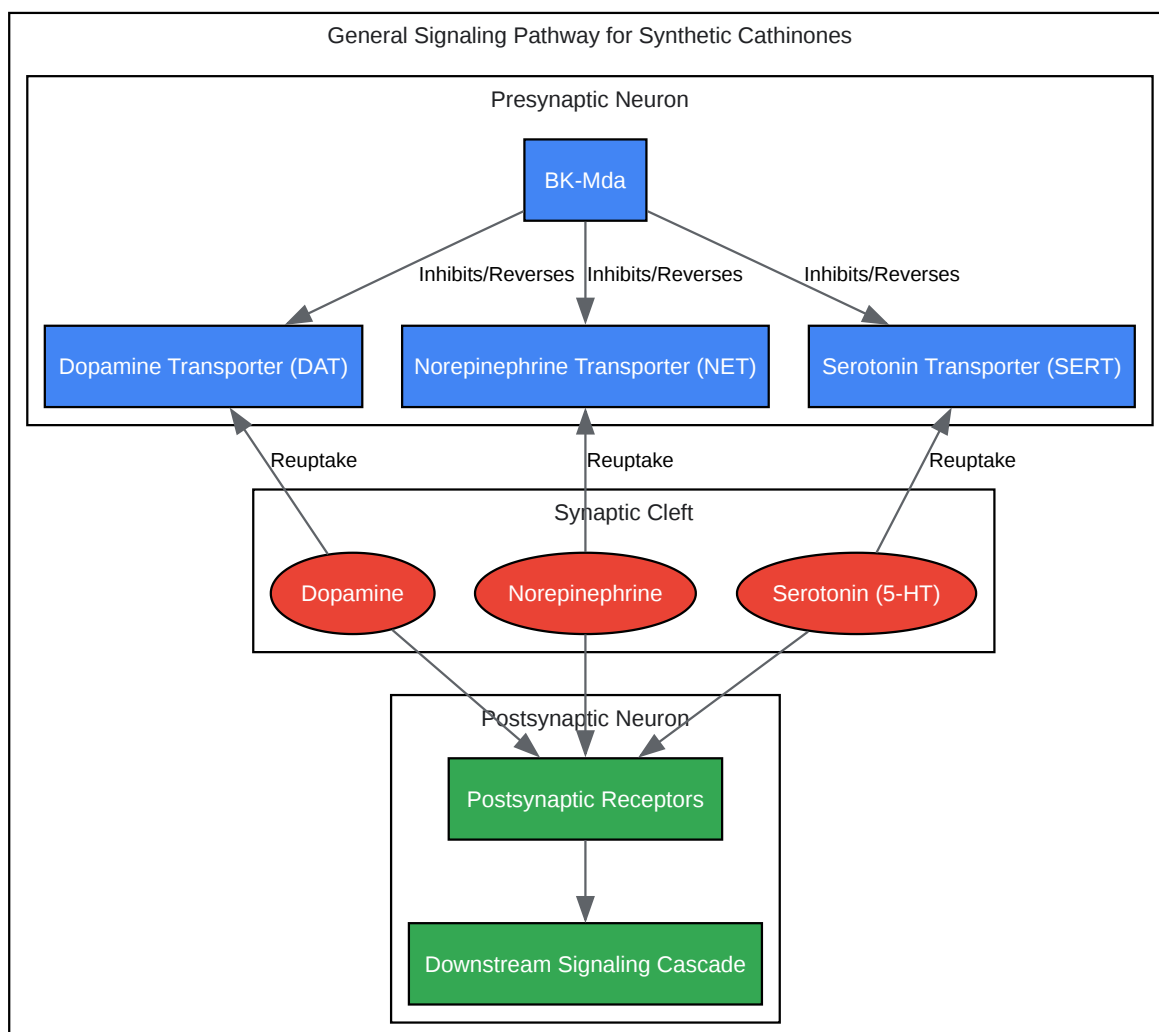 General Signaling Pathway for Synthetic Cathinones
Presynaptic Neuron
BK-Mda
Inhibits/Reverses
Inhibits/Reverses
Inhibits/Reverses
Dopamine Transporter (DAT)
Norepinephrine Transporter (NET)
Serotonin Transporter (SERT)
Reuptake
Reuptake
Reuptake
Synaptic Cleft
Dopamine
Norepinephrine
Serotonin (5-HT)
Postsynaptic Neuron
Postsynaptic Receptors
Downstream Signaling Cascade